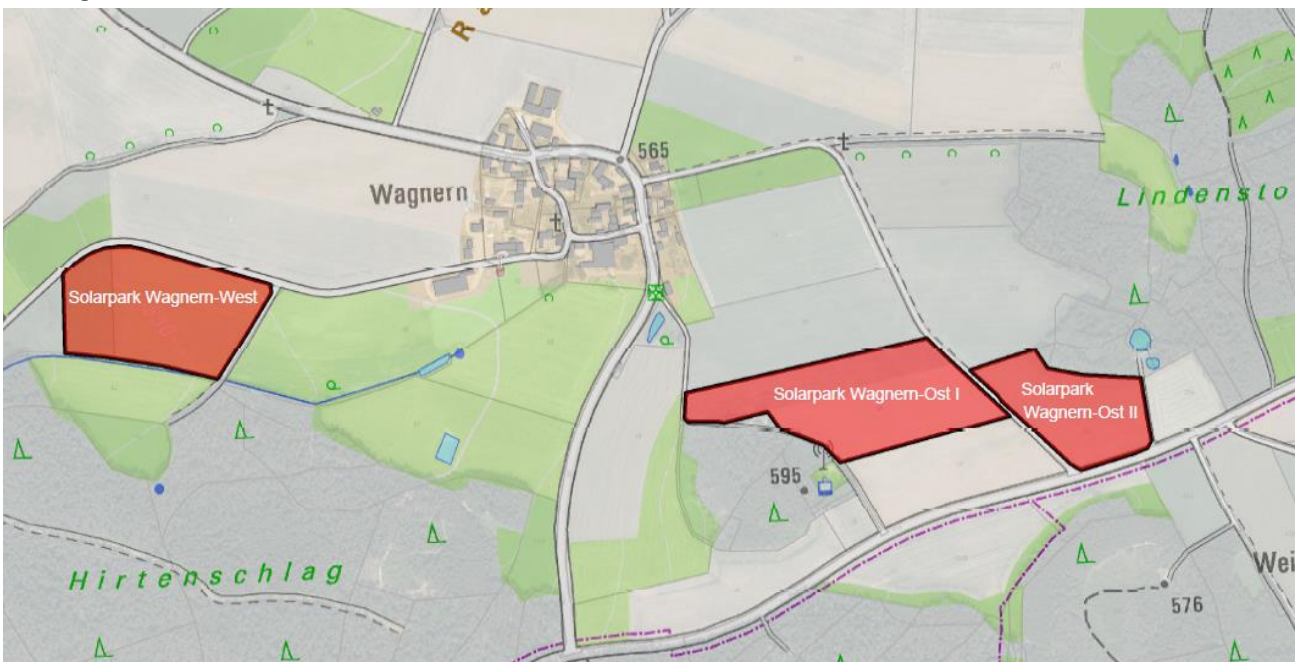 565
Wagnern
Lindensto
Solarpark Wagnern-West
Solarpark Wagnern-Ost I
Solarpark
Wagnern-Ost II
595
Hirtenschlag
Wei
576